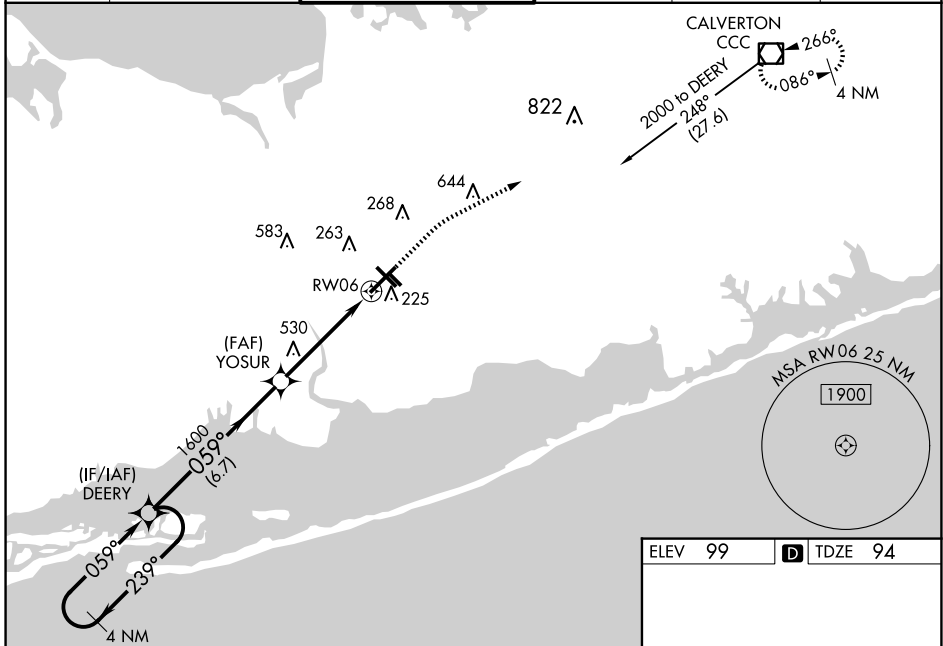 CALVERTON
CCC
266°
086°
4 NM
2000 to DEERY
248°
(27.6)
822
644
268
583
263
RW06
225
530
(FAF)
YOSUR
MSA RW06 25 NM
1900
1600
059°
(6.7)
(IF/IAF)
DEERY
059°
239°
4 NM
ELEV 99 D TDZE 94